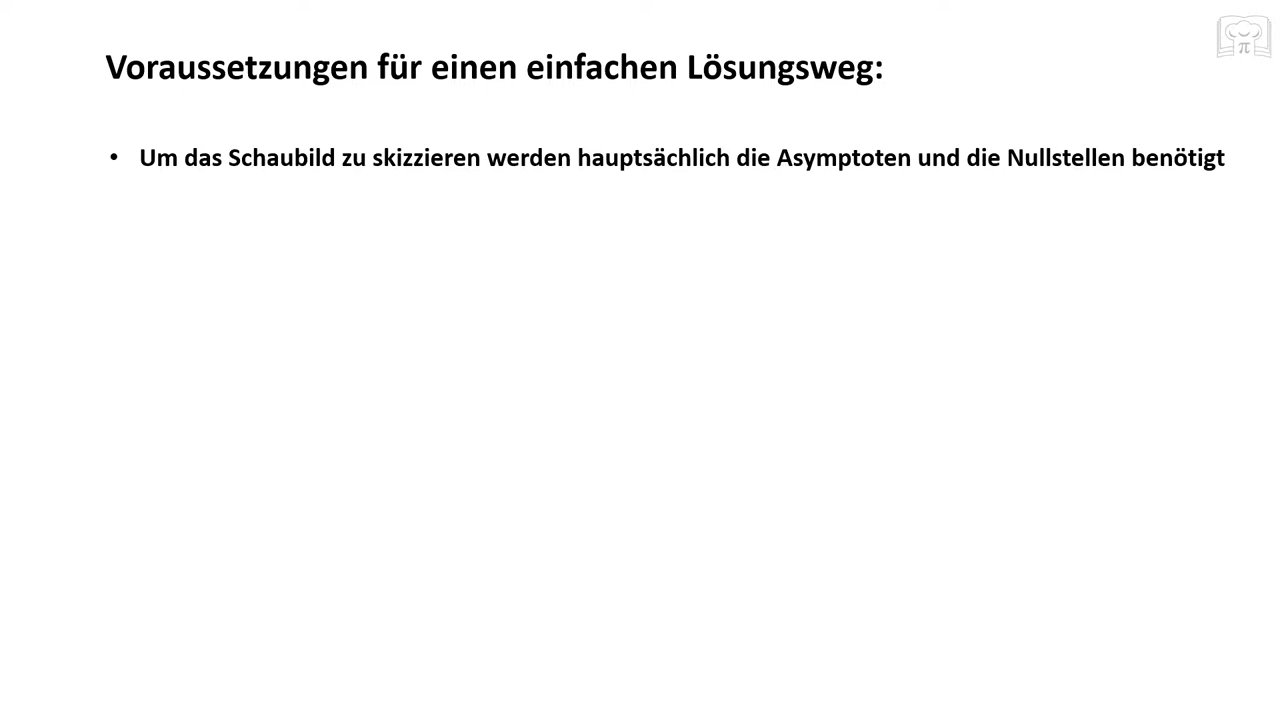 Voraussetzungen für einen einfachen Lösungsweg:
• Um das Schaubild zu skizzieren werden hauptsächlich die Asymptoten und die Nullstellen benötigt
π